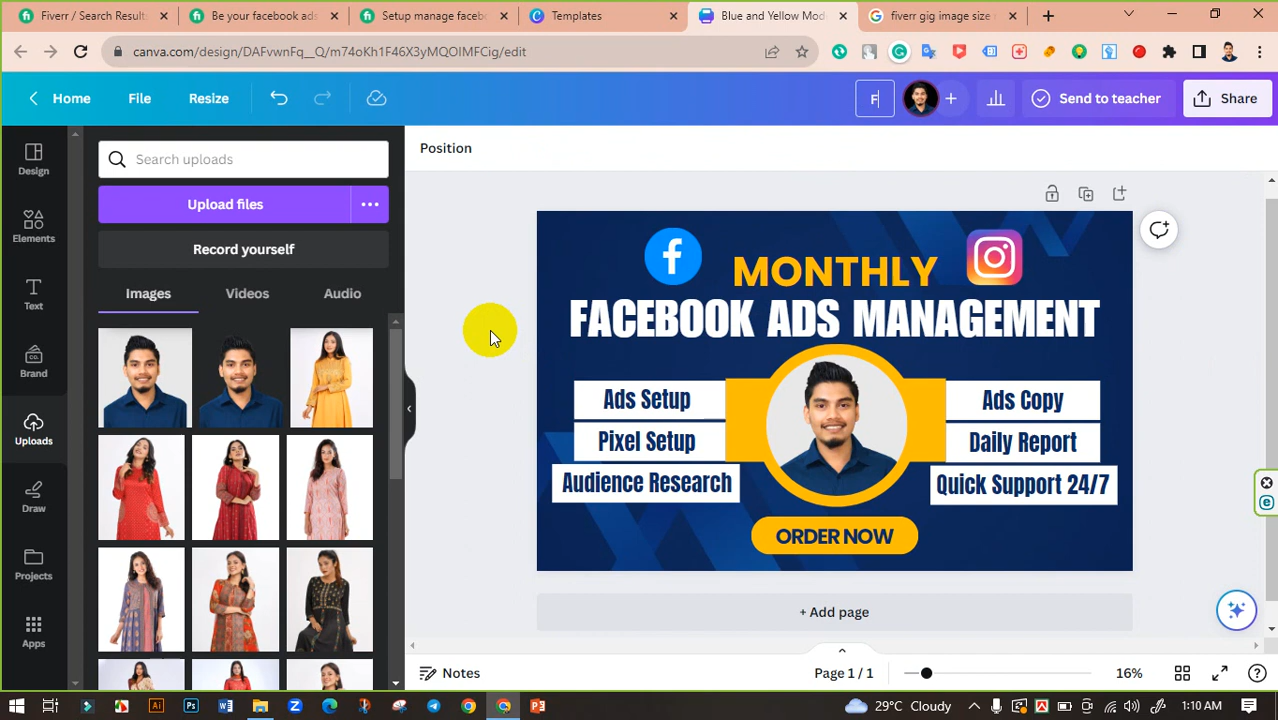 Fiverr / Search Result
Be your facebook ads
Setup manage faceb
Templates
Blue and Yellow Mod
fiverr gig image size
canva.com/design/DAFvwnFq__Q/m74oKh1F46X3yMQOIMFCig/edit
Home
File
Resize
F
Send to teacher
Share
Design
Elements
Text
Brand
Uploads
Draw
Projects
Apps
Search uploads
Upload files
Record yourself
Images
Videos
Audio
Position
MONTHLY
FACEBOOK ADS MANAGEMENT
Ads Setup
Pixel Setup
Audience Research
Ads Copy
Daily Report
Quick Support 24/7
ORDER NOW
+ Add page
Notes
Page 1 / 1
16%
29°C Cloudy
1:10 AM